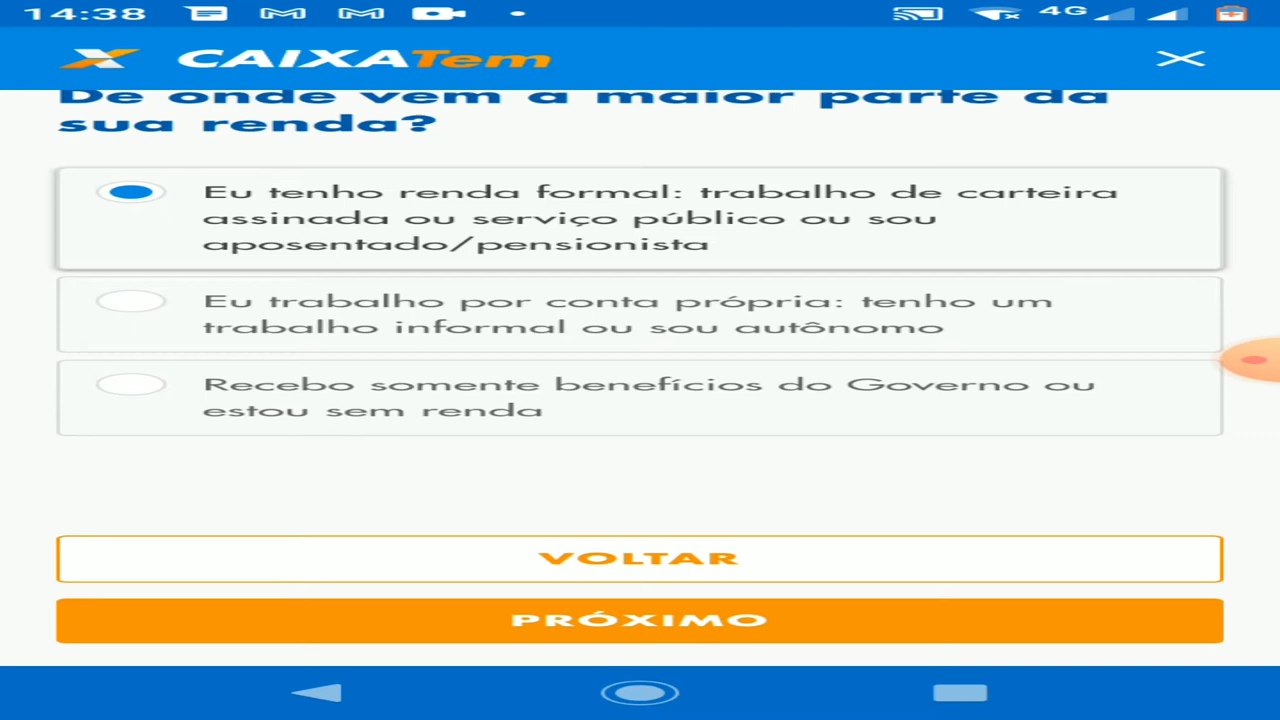 14:38
4G
CAIXATem
De onde vem a maior parte da
sua renda?
Eu tenho renda formal: trabalho de carteira
assinada ou serviço público ou sou
aposentado/pensionista
Eu trabalho por conta própria: tenho um
trabalho informal ou sou autônomo
Recebo somente benefícios do Governo ou
estou sem renda
VOLTAR
PRÓXIMO